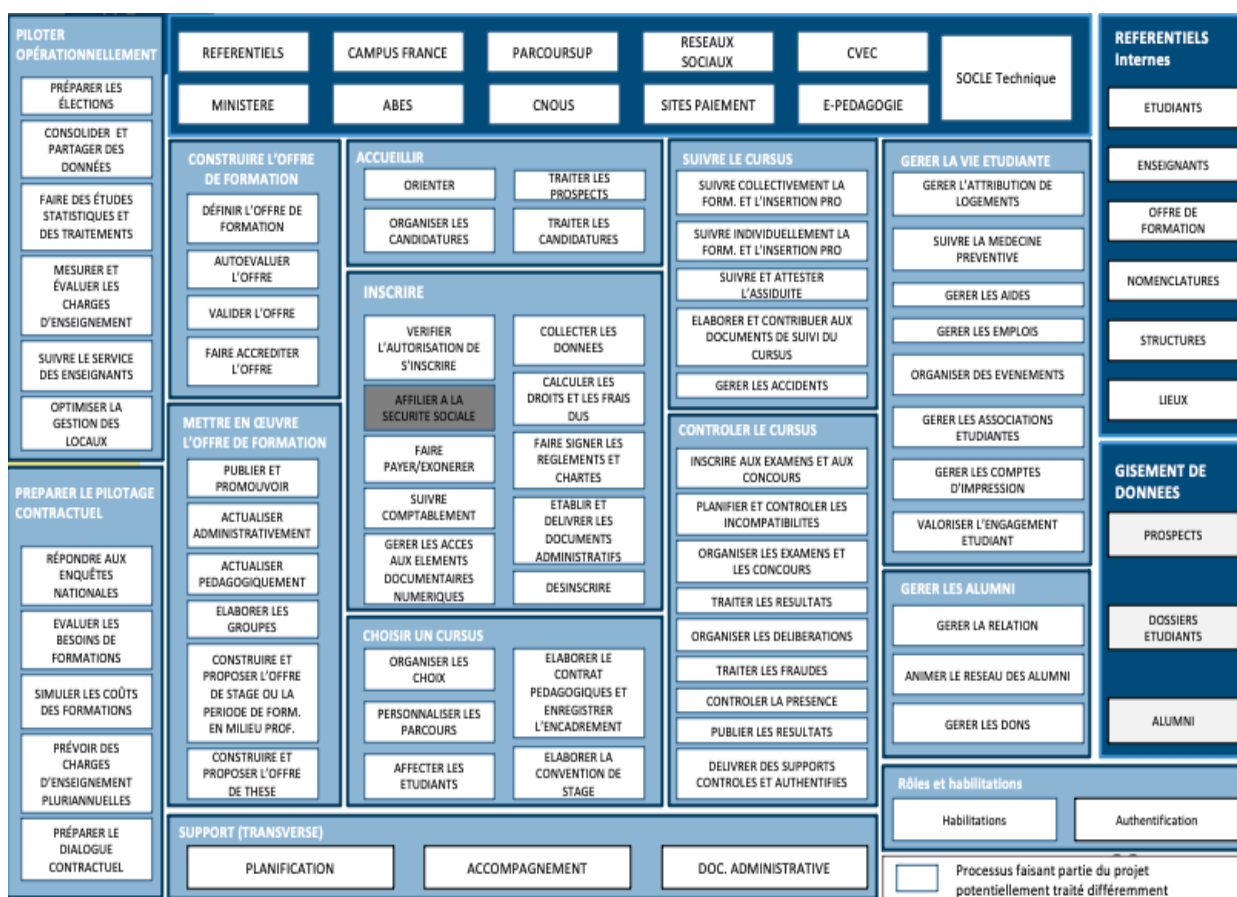 PILOTER
OPÉRATIONNELLEMENT
PRÉPARER LES
ÉLECTIONS
CONSOLIDER ET
PARTAGER DES
DONNÉES
FAIRE DES ÉTUDES
STATISTIQUES ET
DES TRAITEMENTS
MESURER ET
ÉVALUER LES
CHARGES
D'ENSEIGNEMENT
SUIVRE LE SERVICE
DES ENSEIGNANTS
OPTIMISER LA
GESTION DES
LOCAUX
PREPARER LE PILOTAGE
CONTRACTUEL
RÉPONDRE AUX
ENQUÊTES
NATIONALES
EVALUER LES
BESOINS DE
FORMATIONS
SIMULER LES COÛTS
DES FORMATIONS
PRÉVOIR DES
CHARGES
D'ENSEIGNEMENT
PLURIANNUELLES
PRÉPARER LE
DIALOGUE
CONTRACTUEL
REFERENTIELS
CAMPUS FRANCE
PARCOURSUP
RESEAUX
SOCIAUX
CVEC
SOCLE Technique
MINISTERE
ABES
CNOUS
SITES PAIEMENT
E-PEDAGOGIE
CONSTRUIRE L'OFFRE
DE FORMATION
DÉFINIR L'OFFRE DE
FORMATION
AUTOEVALUER
L'OFFRE
VALIDER L'OFFRE
FAIRE ACCREDITER
L'OFFRE
METTRE EN ŒUVRE
L'OFFRE DE FORMATION
PUBLIER ET
PROMOUVOIR
ACTUALISER
ADMINISTRATIVEMENT
ACTUALISER
PEDAGOGIQUEMENT
ELABORER LES
GROUPES
CONSTRUIRE ET
PROPOSER L'OFFRE
DE STAGE OU LA
PERIODE DE FORM.
EN MILIEU PROF.
CONSTRUIRE ET
PROPOSER L'OFFRE
DE THESE
ACCUEILLIR
ORIENTER
TRAITER LES
PROSPECTS
ORGANISER LES
CANDIDATURES
TRAITER LES
CANDIDATURES
INSCRIRE
VERIFIER
L'AUTORISATION DE
S'INSCRIRE
COLLECTER LES
DONNEES
AFFILIER A LA
SECURITE SOCIALE
CALCULER LES
DROITS ET LES FRAIS
DUS
FAIRE
PAYER/EXONERER
FAIRE SIGNER LES
REGLEMENTS ET
CHARTES
SUIVRE
COMPTABLEMENT
ETABLIR ET
DELIVRER LES
DOCUMENTS
ADMINISTRATIFS
GERER LES ACCES
AUX ELEMENTS
DOCUMENTAIRES
NUMERIQUES
DESINSCRIRE
CHOISIR UN CURSUS
ORGANISER LES
CHOIX
ELABORER LE
CONTRAT
PEDAGOGIQUES ET
ENREGISTRER
L'ENCADREMENT
PERSONNALISER LES
PARCOURS
AFFECTER LES
ETUDIANTS
ELABORER LA
CONVENTION DE
STAGE
SUIVRE LE CURSUS
SUIVRE COLLECTIVEMENT LA
FORM. ET L'INSERTION PRO
SUIVRE INDIVIDUELLEMENT LA
FORM. ET L'INSERTION PRO
SUIVRE ET ATTESTER
L'ASSIDUITE
ELABORER ET CONTRIBUER AUX
DOCUMENTS DE SUIVI DU
CURSUS
GERER LES ACCIDENTS
CONTROLER LE CURSUS
INSCRIRE AUX EXAMENS ET AUX
CONCOURS
PLANIFIER ET CONTROLER LES
INCOMPATIBILITES
ORGANISER LES EXAMENS ET
LES CONCOURS
TRAITER LES RESULTATS
ORGANISER LES DELIBERATIONS
TRAITER LES FRAUDES
CONTROLER LA PRESENCE
PUBLIER LES RESULTATS
DELIVRER DES SUPPORTS
CONTROLES ET AUTHENTIFIES
GERER LA VIE ETUDIANTE
GERER L'ATTRIBUTION DE
LOGEMENTS
SUIVRE LA MEDECINE
PREVENTIVE
GERER LES AIDES
GERER LES EMPLOIS
ORGANISER DES EVENEMENTS
GERER LES ASSOCIATIONS
ETUDIANTES
GERER LES COMPTES
D'IMPRESSION
VALORISER L'ENGAGEMENT
ETUDIANT
GERER LES ALUMNI
GERER LA RELATION
ANIMER LE RESEAU DES ALUMNI
GERER LES DONS
REFERENTIELS
Internes
ETUDIANTS
ENSEIGNANTS
OFFRE DE
FORMATION
NOMENCLATURES
STRUCTURES
LIEUX
GISEMENT DE
DONNEES
PROSPECTS
DOSSIERS
ETUDIANTS
ALUMNI
Rôles et habilitations
Habilitations
Authentification
SUPPORT (TRANSVERSE)
PLANIFICATION
ACCOMPAGNEMENT
DOC. ADMINISTRATIVE
Processus faisant partie du projet
potentiellement traité différemment